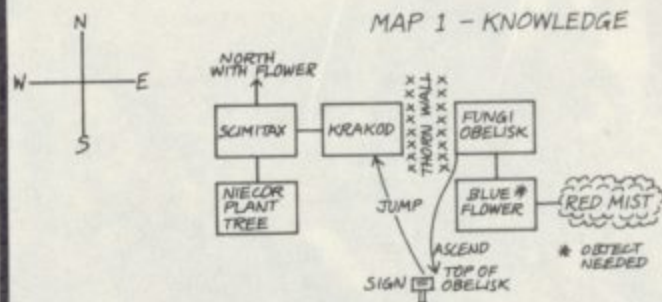 MAP 1 - KNOWLEDGE
N
W
E
S
NORTH
WITH FLOWER
SCIMITAX
KRAKOD
THORN WALL
FUNGI
OBELISK
NIECOR
PLANT
TREE
JUMP
BLUE *
FLOWER
RED MIST
ASCEND
* OBTECT
NEEDED
SIGN
TOP OF
OBELISK